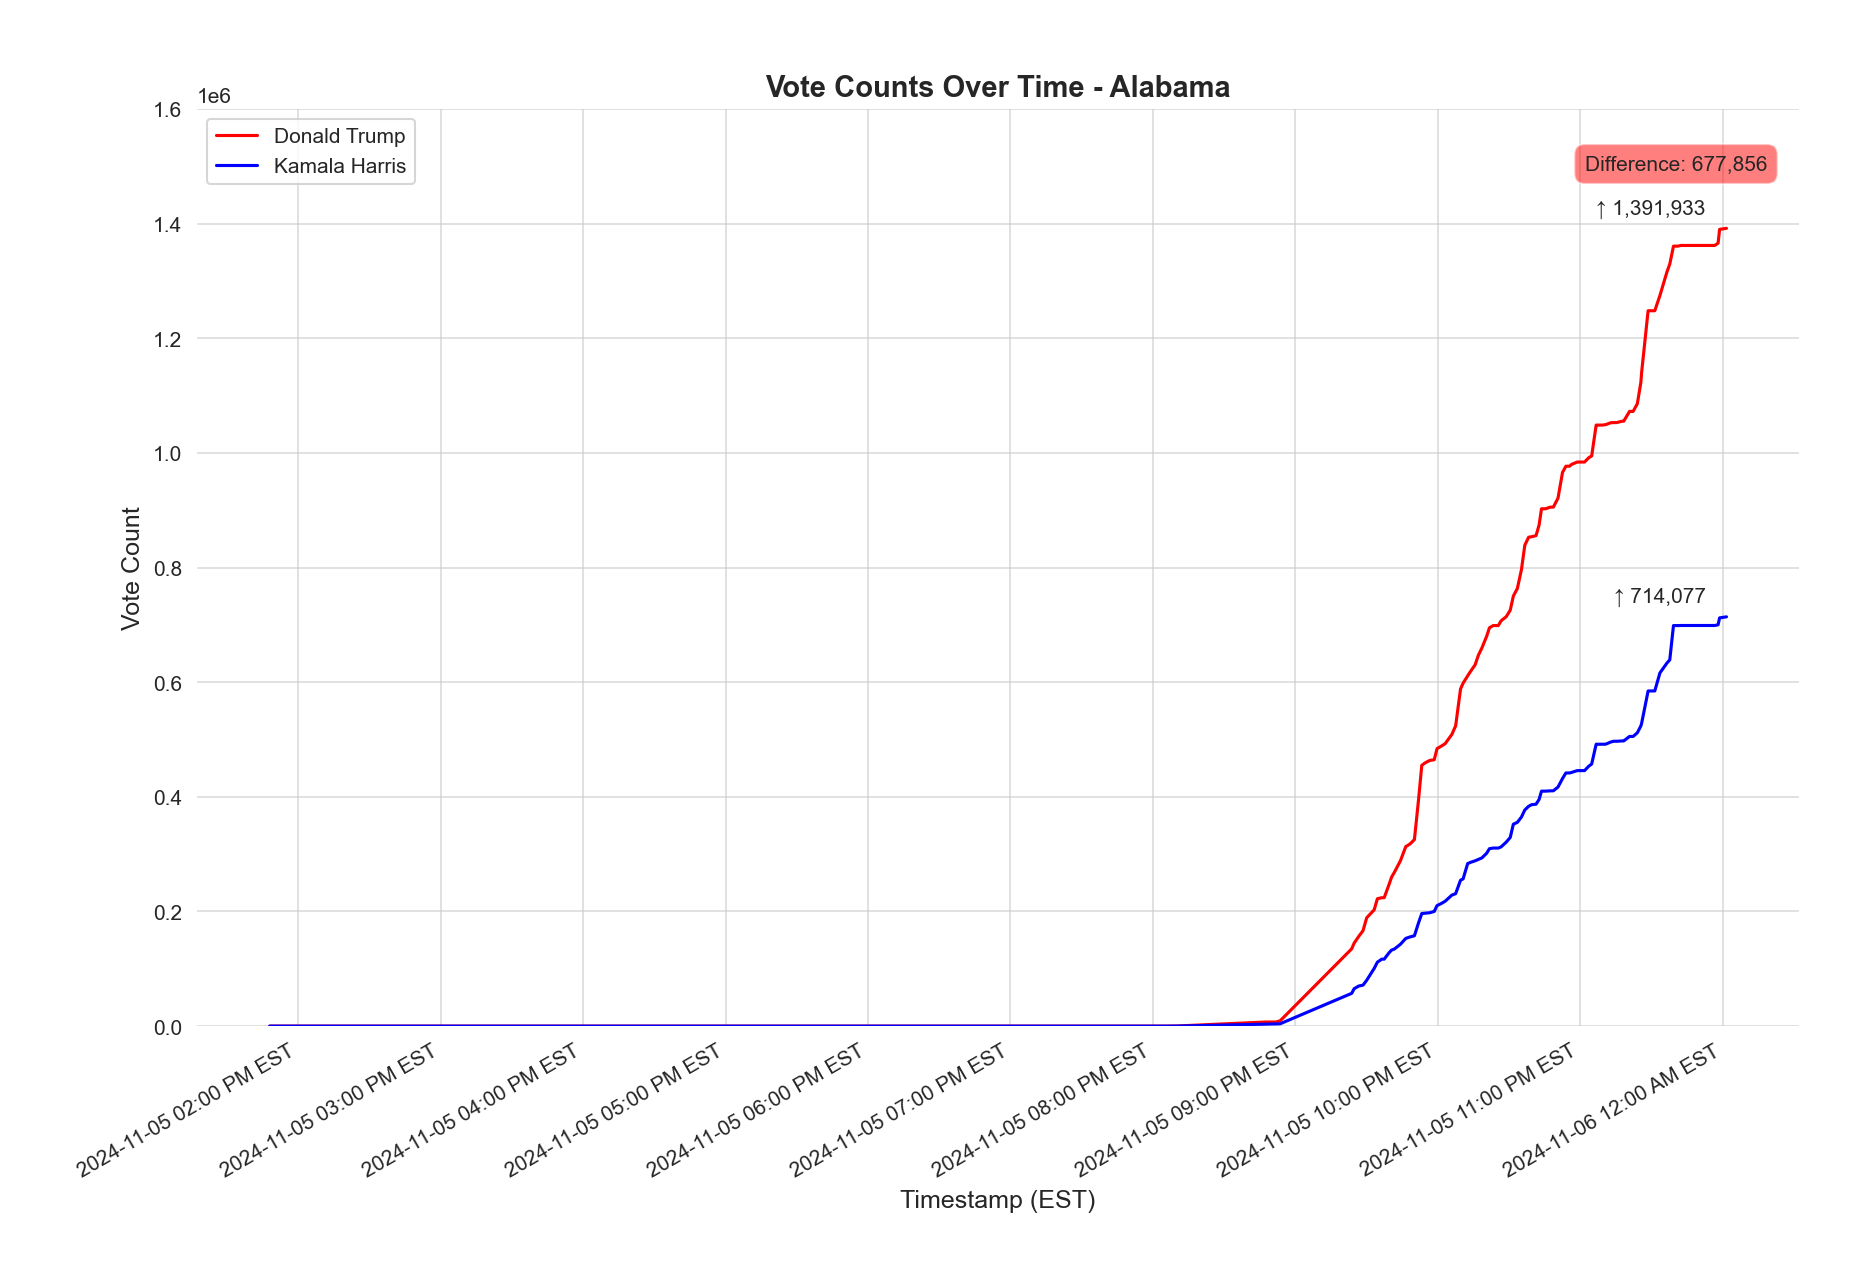 Vote Counts Over Time - Alabama
1e6
Donald Trump
Kamala Harris
Difference: 677,856
↑ 1,391,933
↑ 714,077
Vote Count
1.6
1.4
1.2
1.0
0.8
0.6
0.4
0.2
0.0
2024-11-05 02:00 PM EST
2024-11-05 03:00 PM EST
2024-11-05 04:00 PM EST
2024-11-05 05:00 PM EST
2024-11-05 06:00 PM EST
2024-11-05 07:00 PM EST
2024-11-05 08:00 PM EST
2024-11-05 09:00 PM EST
2024-11-05 10:00 PM EST
2024-11-05 11:00 PM EST
2024-11-06 12:00 AM EST
Timestamp (EST)